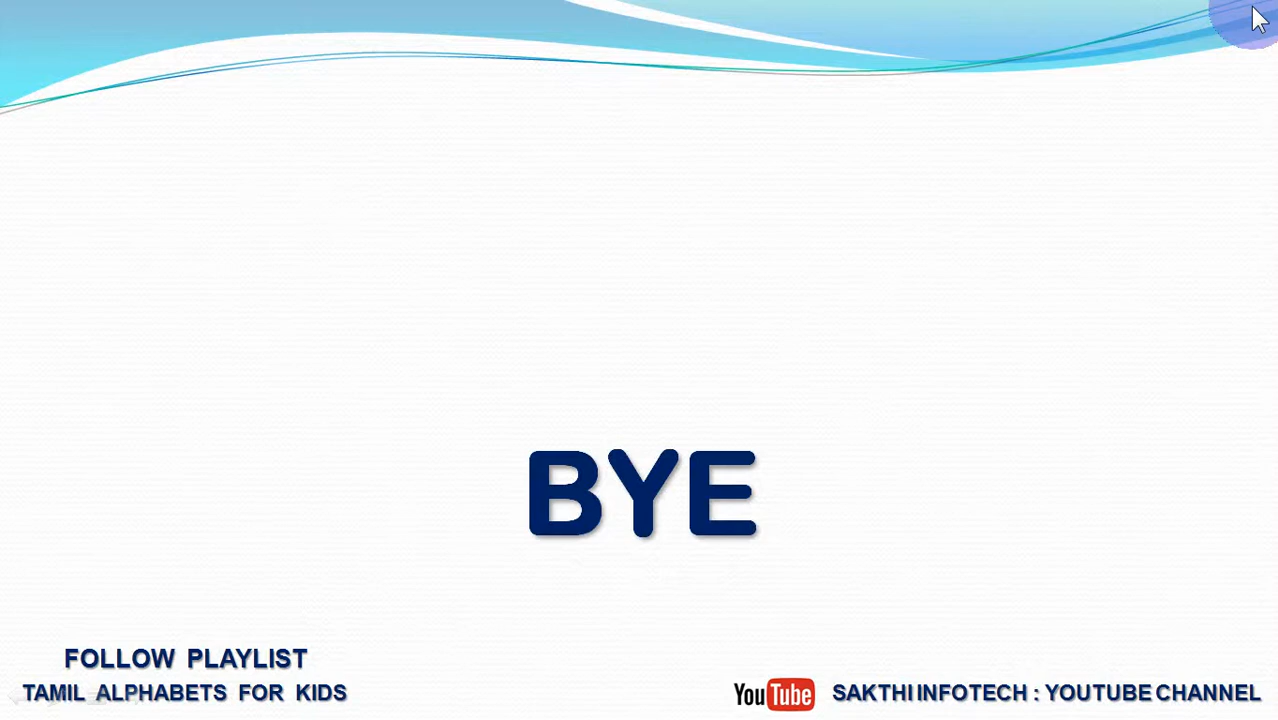 BYE
FOLLOW PLAYLIST
TAMIL ALPHABETS FOR KIDS
YouTube SAKTHI INFOTECH : YOUTUBE CHANNEL